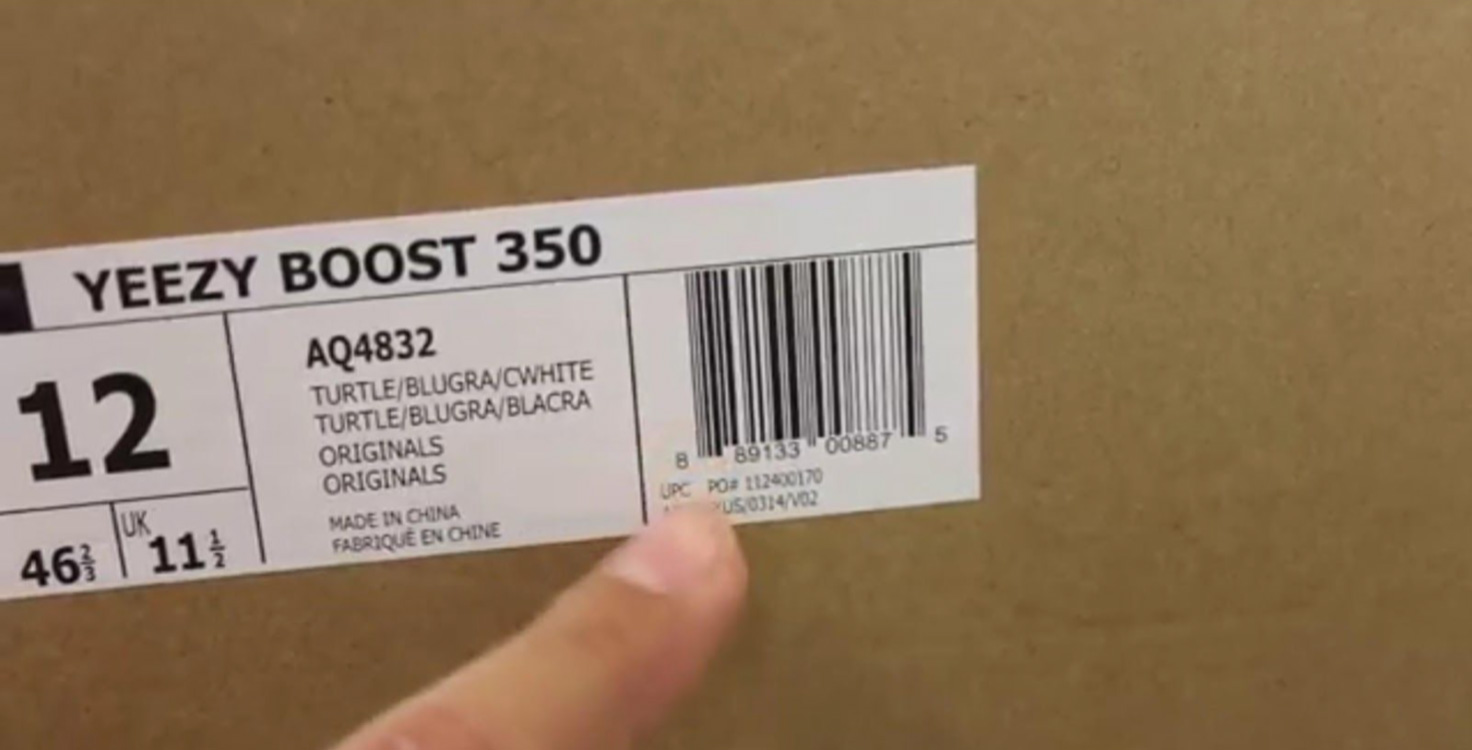 YEEZY BOOST 350
12
46⅔
UK
11½
AQ4832
TURTLE/BLUGRA/CWHITE
TURTLE/BLUGRA/BLACRA
ORIGINALS
ORIGINALS
MADE IN CHINA
FABRIQUÉ EN CHINE
8 89133 00887 5
UPC PO# 112400170
US/0314/V02